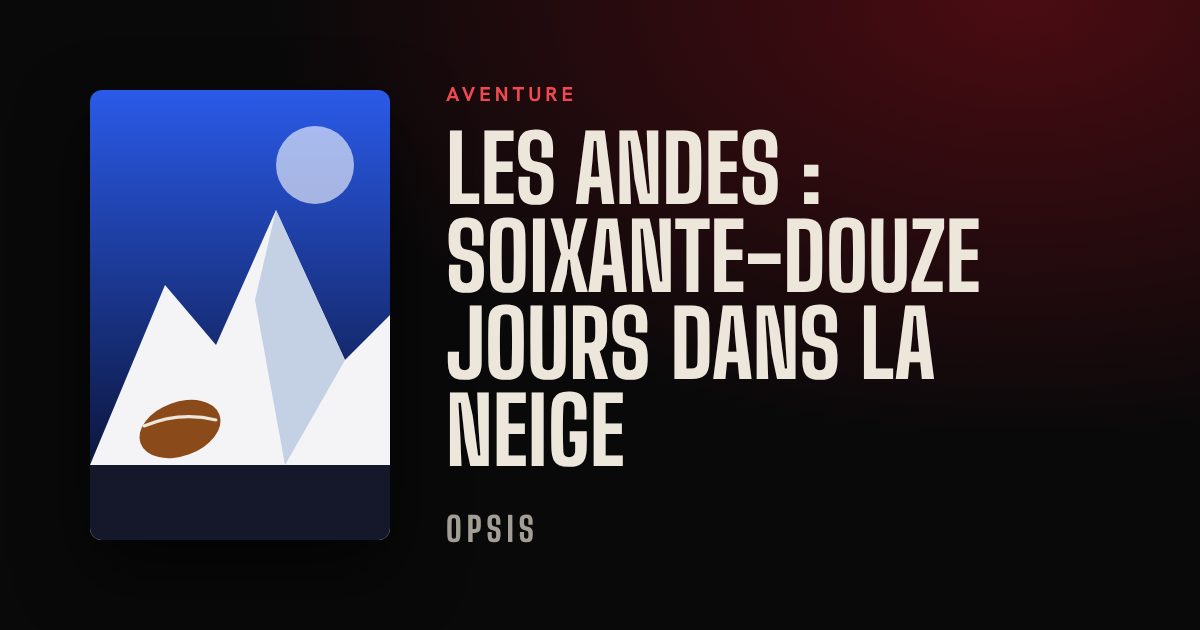 AVENTURE
LES ANDES :
SOIXANTE-DOUZE
JOURS DANS LA
NEIGE
OPSIS